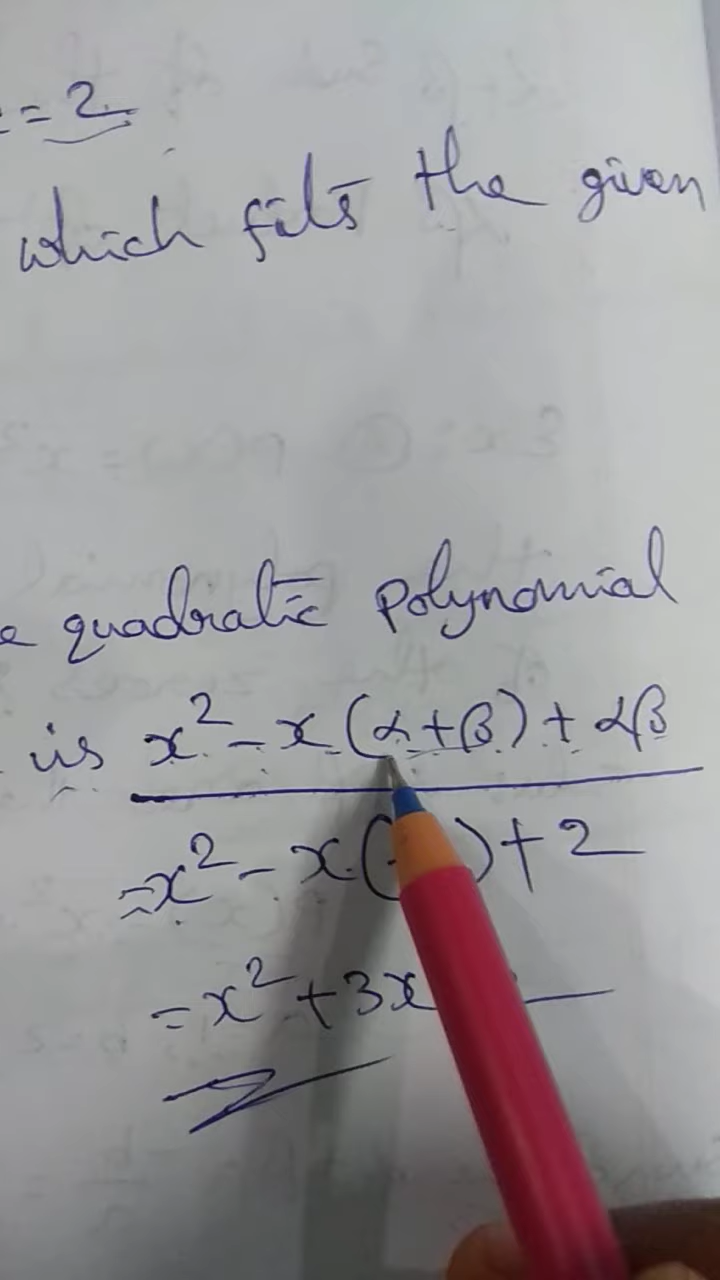 = 2
which fits the given
quadratic polynomial
is x² - x (α + β) + αβ
= x² - x ( ) + 2
= x² + 3x